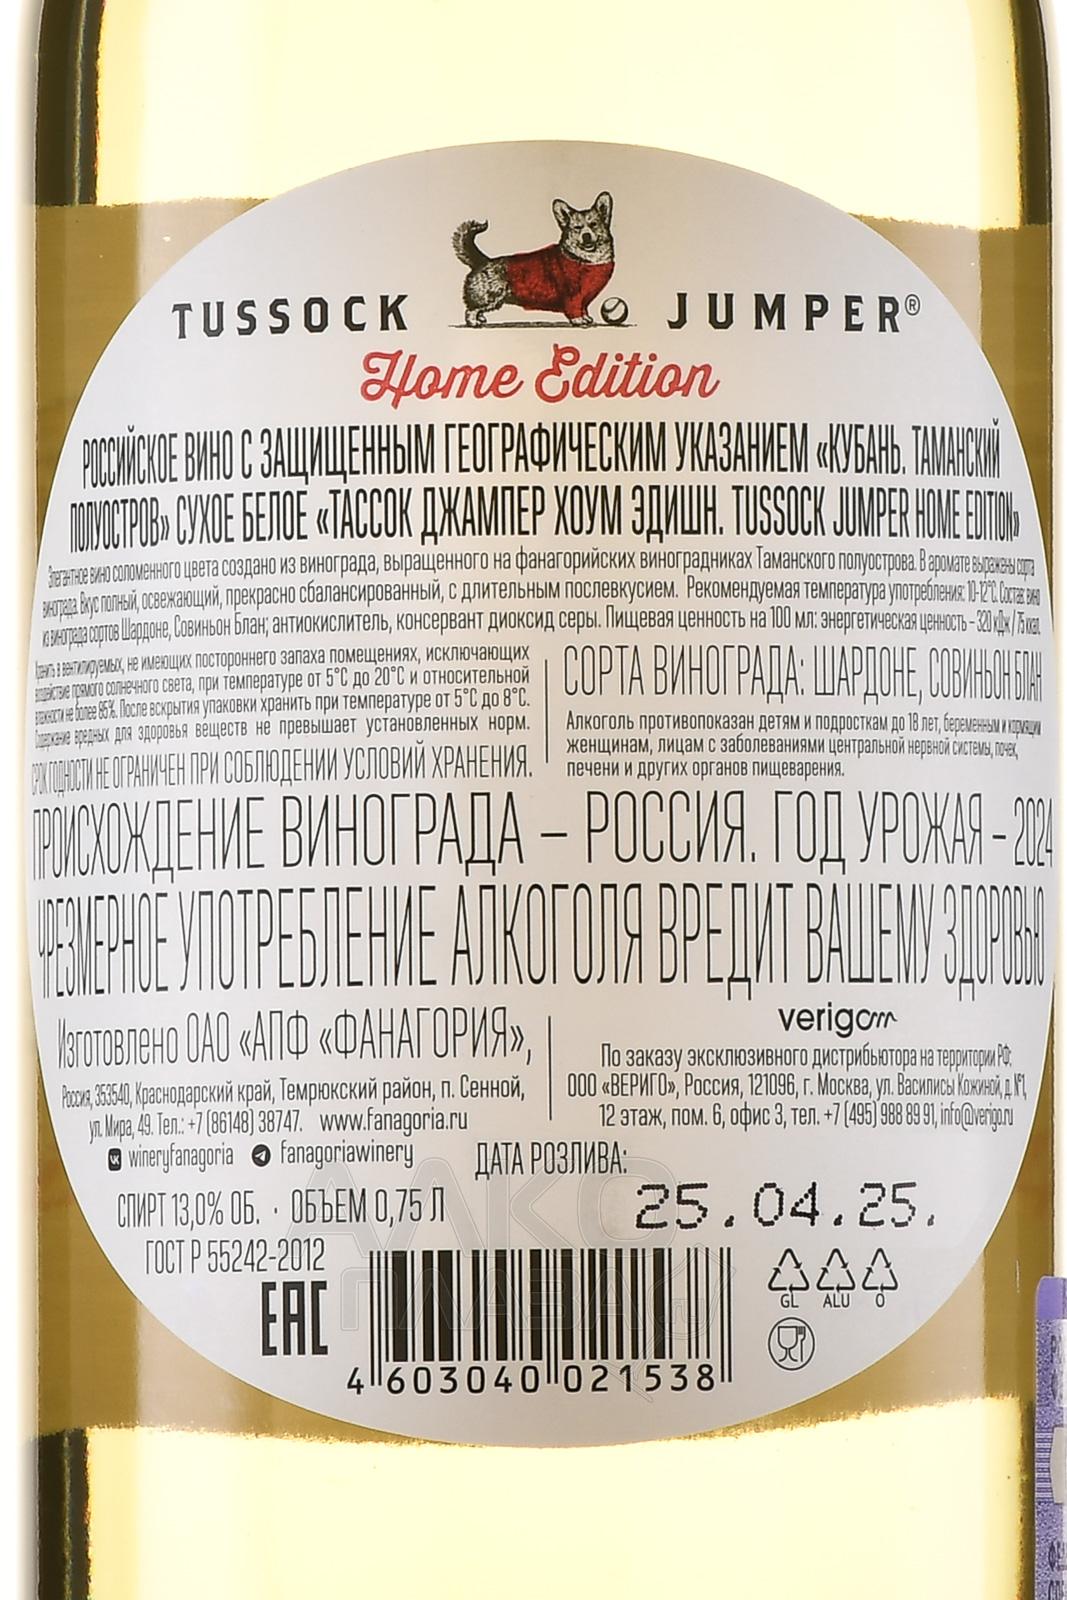 TUSSOCK JUMPER®
Home Edition
РОССИЙСКОЕ ВИНО С ЗАЩИЩЕННЫМ ГЕОГРАФИЧЕСКИМ УКАЗАНИЕМ «КУБАНЬ. ТАМАНСКИЙ
ПОЛУОСТРОВ» СУХОЕ БЕЛОЕ «ТАССОК ДЖАМПЕР ХОУМ ЭДИШН. TUSSOCK JUMPER HOME EDITION»
Элегантное вино соломенного цвета создано из винограда, выращенного на фанагорийских виноградниках Таманского полуострова. В аромате выражены сорта
винограда. Вкус полный, освежающий, прекрасно сбалансированный, с длительным послевкусием. Рекомендуемая температура употребления: 10-12°С. Состав: вино
из винограда сортов Шардоне, Совиньон Блан; антиокислитель, консервант диоксид серы. Пищевая ценность на 100 мл: энергетическая ценность – 320 кДж / 75 ккал.
Хранить в вентилируемых, не имеющих постороннего запаха помещениях, исключающих
воздействие прямого солнечного света, при температуре от 5°С до 20°С и относительной
влажности не более 85%. После вскрытия упаковки хранить при температуре от 5°С до 8°С.
Содержание вредных для здоровья веществ не превышает установленных норм.
СРОК ГОДНОСТИ НЕ ОГРАНИЧЕН ПРИ СОБЛЮДЕНИИ УСЛОВИЙ ХРАНЕНИЯ.
СОРТА ВИНОГРАДА: ШАРДОНЕ, СОВИНЬОН БЛАН
Алкоголь противопоказан детям и подросткам до 18 лет, беременным и кормящим
женщинам, лицам с заболеваниями центральной нервной системы, почек,
печени и других органов пищеварения.
ПРОИСХОЖДЕНИЕ ВИНОГРАДА – РОССИЯ. ГОД УРОЖАЯ – 2024
ЧРЕЗМЕРНОЕ УПОТРЕБЛЕНИЕ АЛКОГОЛЯ ВРЕДИТ ВАШЕМУ ЗДОРОВЬЮ
Изготовлено ОАО «АПФ «ФАНАГОРИЯ»,
Россия, 353540, Краснодарский край, Темрюкский район, п. Сенной,
ул. Мира, 49. Тел.: +7 (86148) 38747. www.fanagoria.ru
wineryfanagoria fanagoriawinery
verigo
По заказу эксклюзивного дистрибьютора на территории РФ:
ООО «ВЕРИГО», Россия, 121096, г. Москва, ул. Василисы Кожиной, д. №1,
12 этаж, пом. 6, офис 3, тел. +7 (495) 988 89 91, info@verigo.ru
ДАТА РОЗЛИВА:
25.04.25.
СПИРТ 13,0% ОБ. · ОБЪЕМ 0,75 Л
ГОСТ Р 55242-2012
EAC
GL ALU 0
4 603040 021538
АЛКО
ПЛАЗА.ru